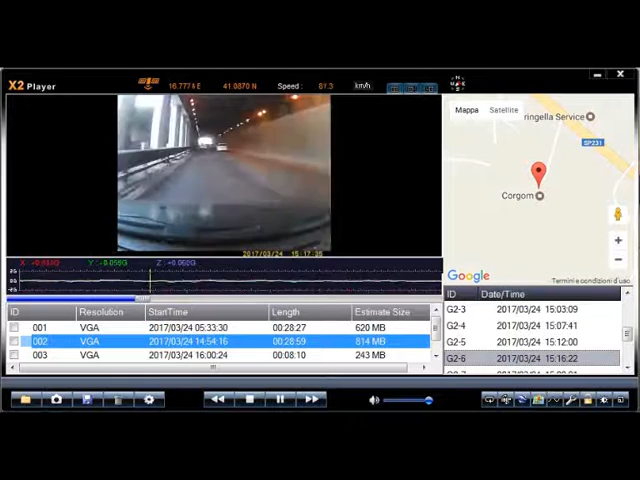 X2 Player
16.777 E
41.0870 N
Speed :
61.3
km/h
Mappa
Satellite
ringella Service
SP231
Corgom
Google
Termini e condizioni d'uso
2017/03/24
X :
Y :
Z :
ID
Resolution
StartTime
Length
Estimate Size
001
VGA
2017/03/24 05:33:30
00:28:27
620 MB
002
VGA
2017/03/24 14:54:16
00:28:59
814 MB
003
VGA
2017/03/24 16:00:24
00:08:10
243 MB
ID
Date/Time
G2-3
2017/03/24 15:03:09
G2-4
2017/03/24 15:07:41
G2-5
2017/03/24 15:12:00
G2-6
2017/03/24 15:16:22